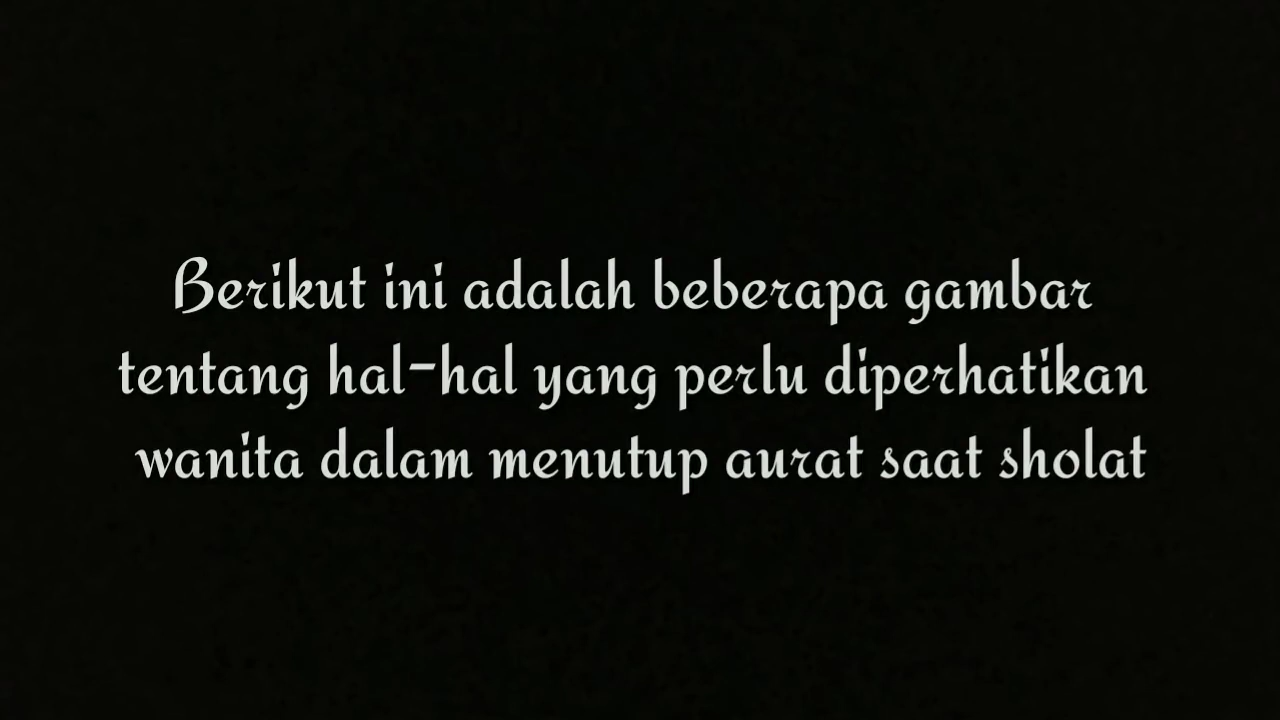 Berikut ini adalah beberapa gambar
tentang hal-hal yang perlu diperhatikan
wanita dalam menutup aurat saat sholat